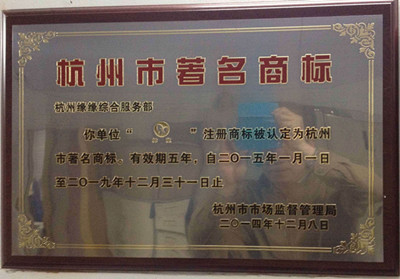 杭州市著名商标
杭州缘缘综合服务部
你单位“ ”注册商标被认定为杭州
市著名商标，有效期五年，自二〇一五年一月一日
至二〇一九年十二月三十一日止
杭州市市场监督管理局
二〇一四年十二月八日